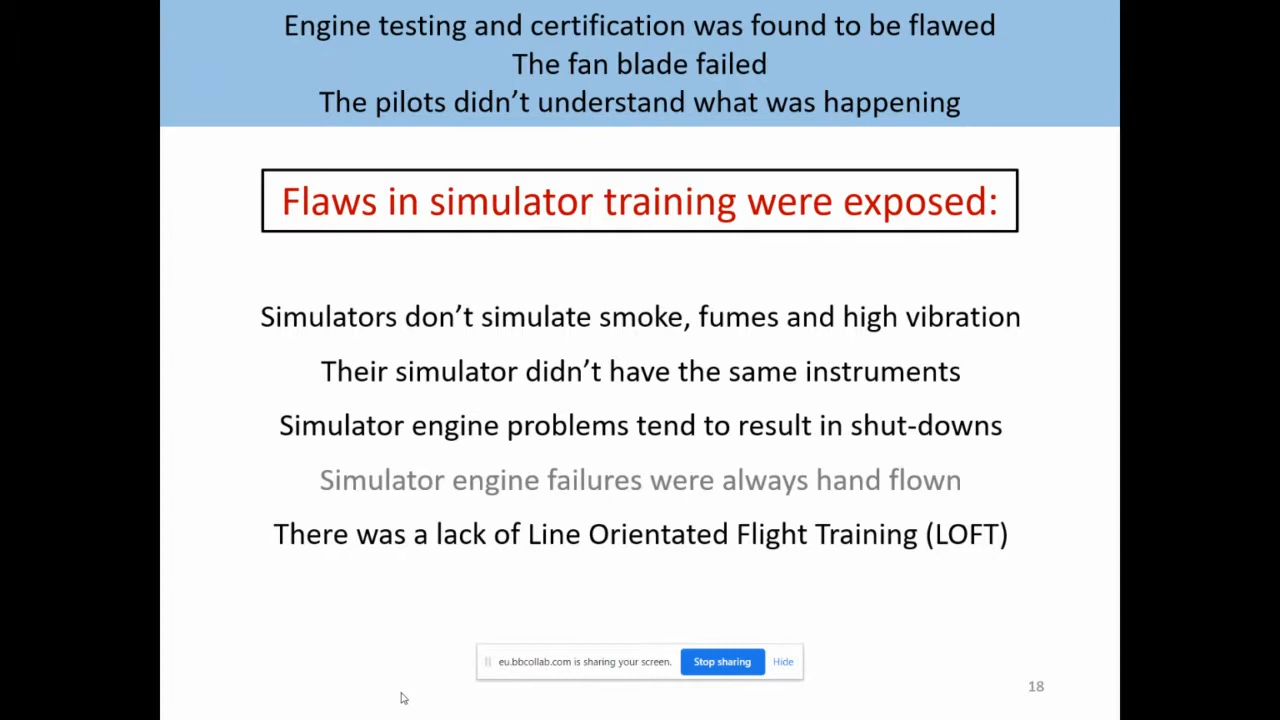 Engine testing and certification was found to be flawed
The fan blade failed
The pilots didn’t understand what was happening
Flaws in simulator training were exposed:
Simulators don’t simulate smoke, fumes and high vibration
Their simulator didn’t have the same instruments
Simulator engine problems tend to result in shut-downs
Simulator engine failures were always hand flown
There was a lack of Line Orientated Flight Training (LOFT)
eu.bbcollab.com is sharing your screen. Stop sharing Hide
18